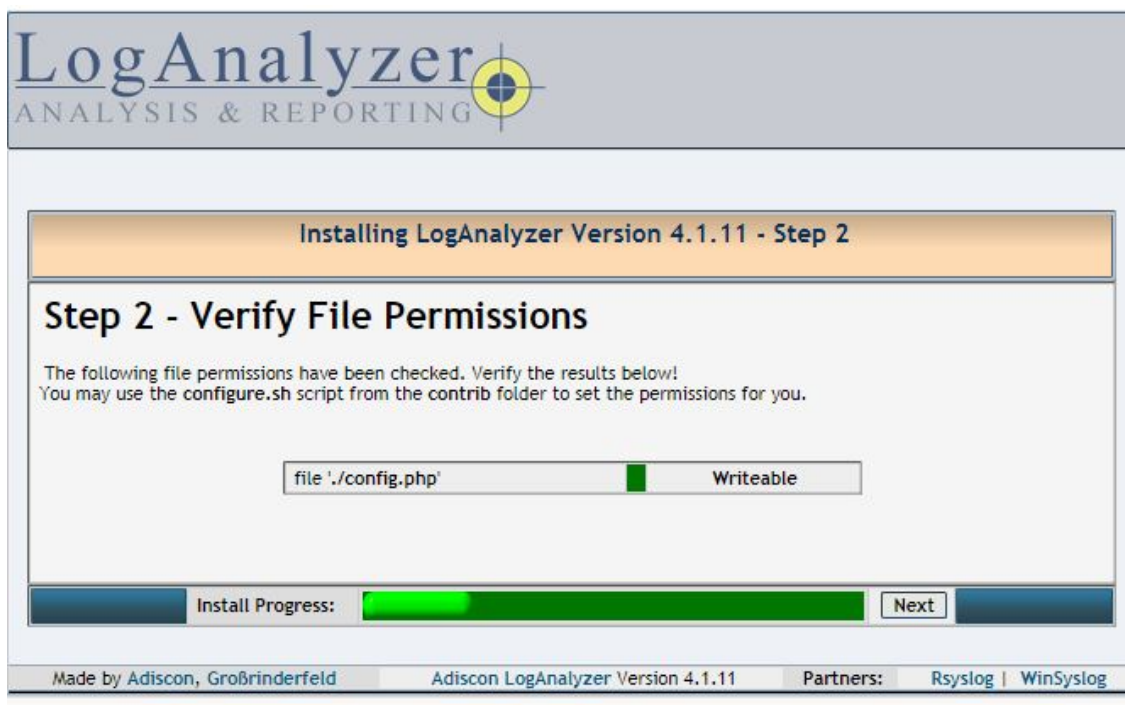 LogAnalyzer
ANALYSIS & REPORTING
Installing LogAnalyzer Version 4.1.11 - Step 2
Step 2 - Verify File Permissions
The following file permissions have been checked. Verify the results below!
You may use the configure.sh script from the contrib folder to set the permissions for you.
file './config.php' Writeable
Install Progress: Next
Made by Adiscon, Großrinderfeld Adiscon LogAnalyzer Version 4.1.11 Partners: Rsyslog | WinSyslog